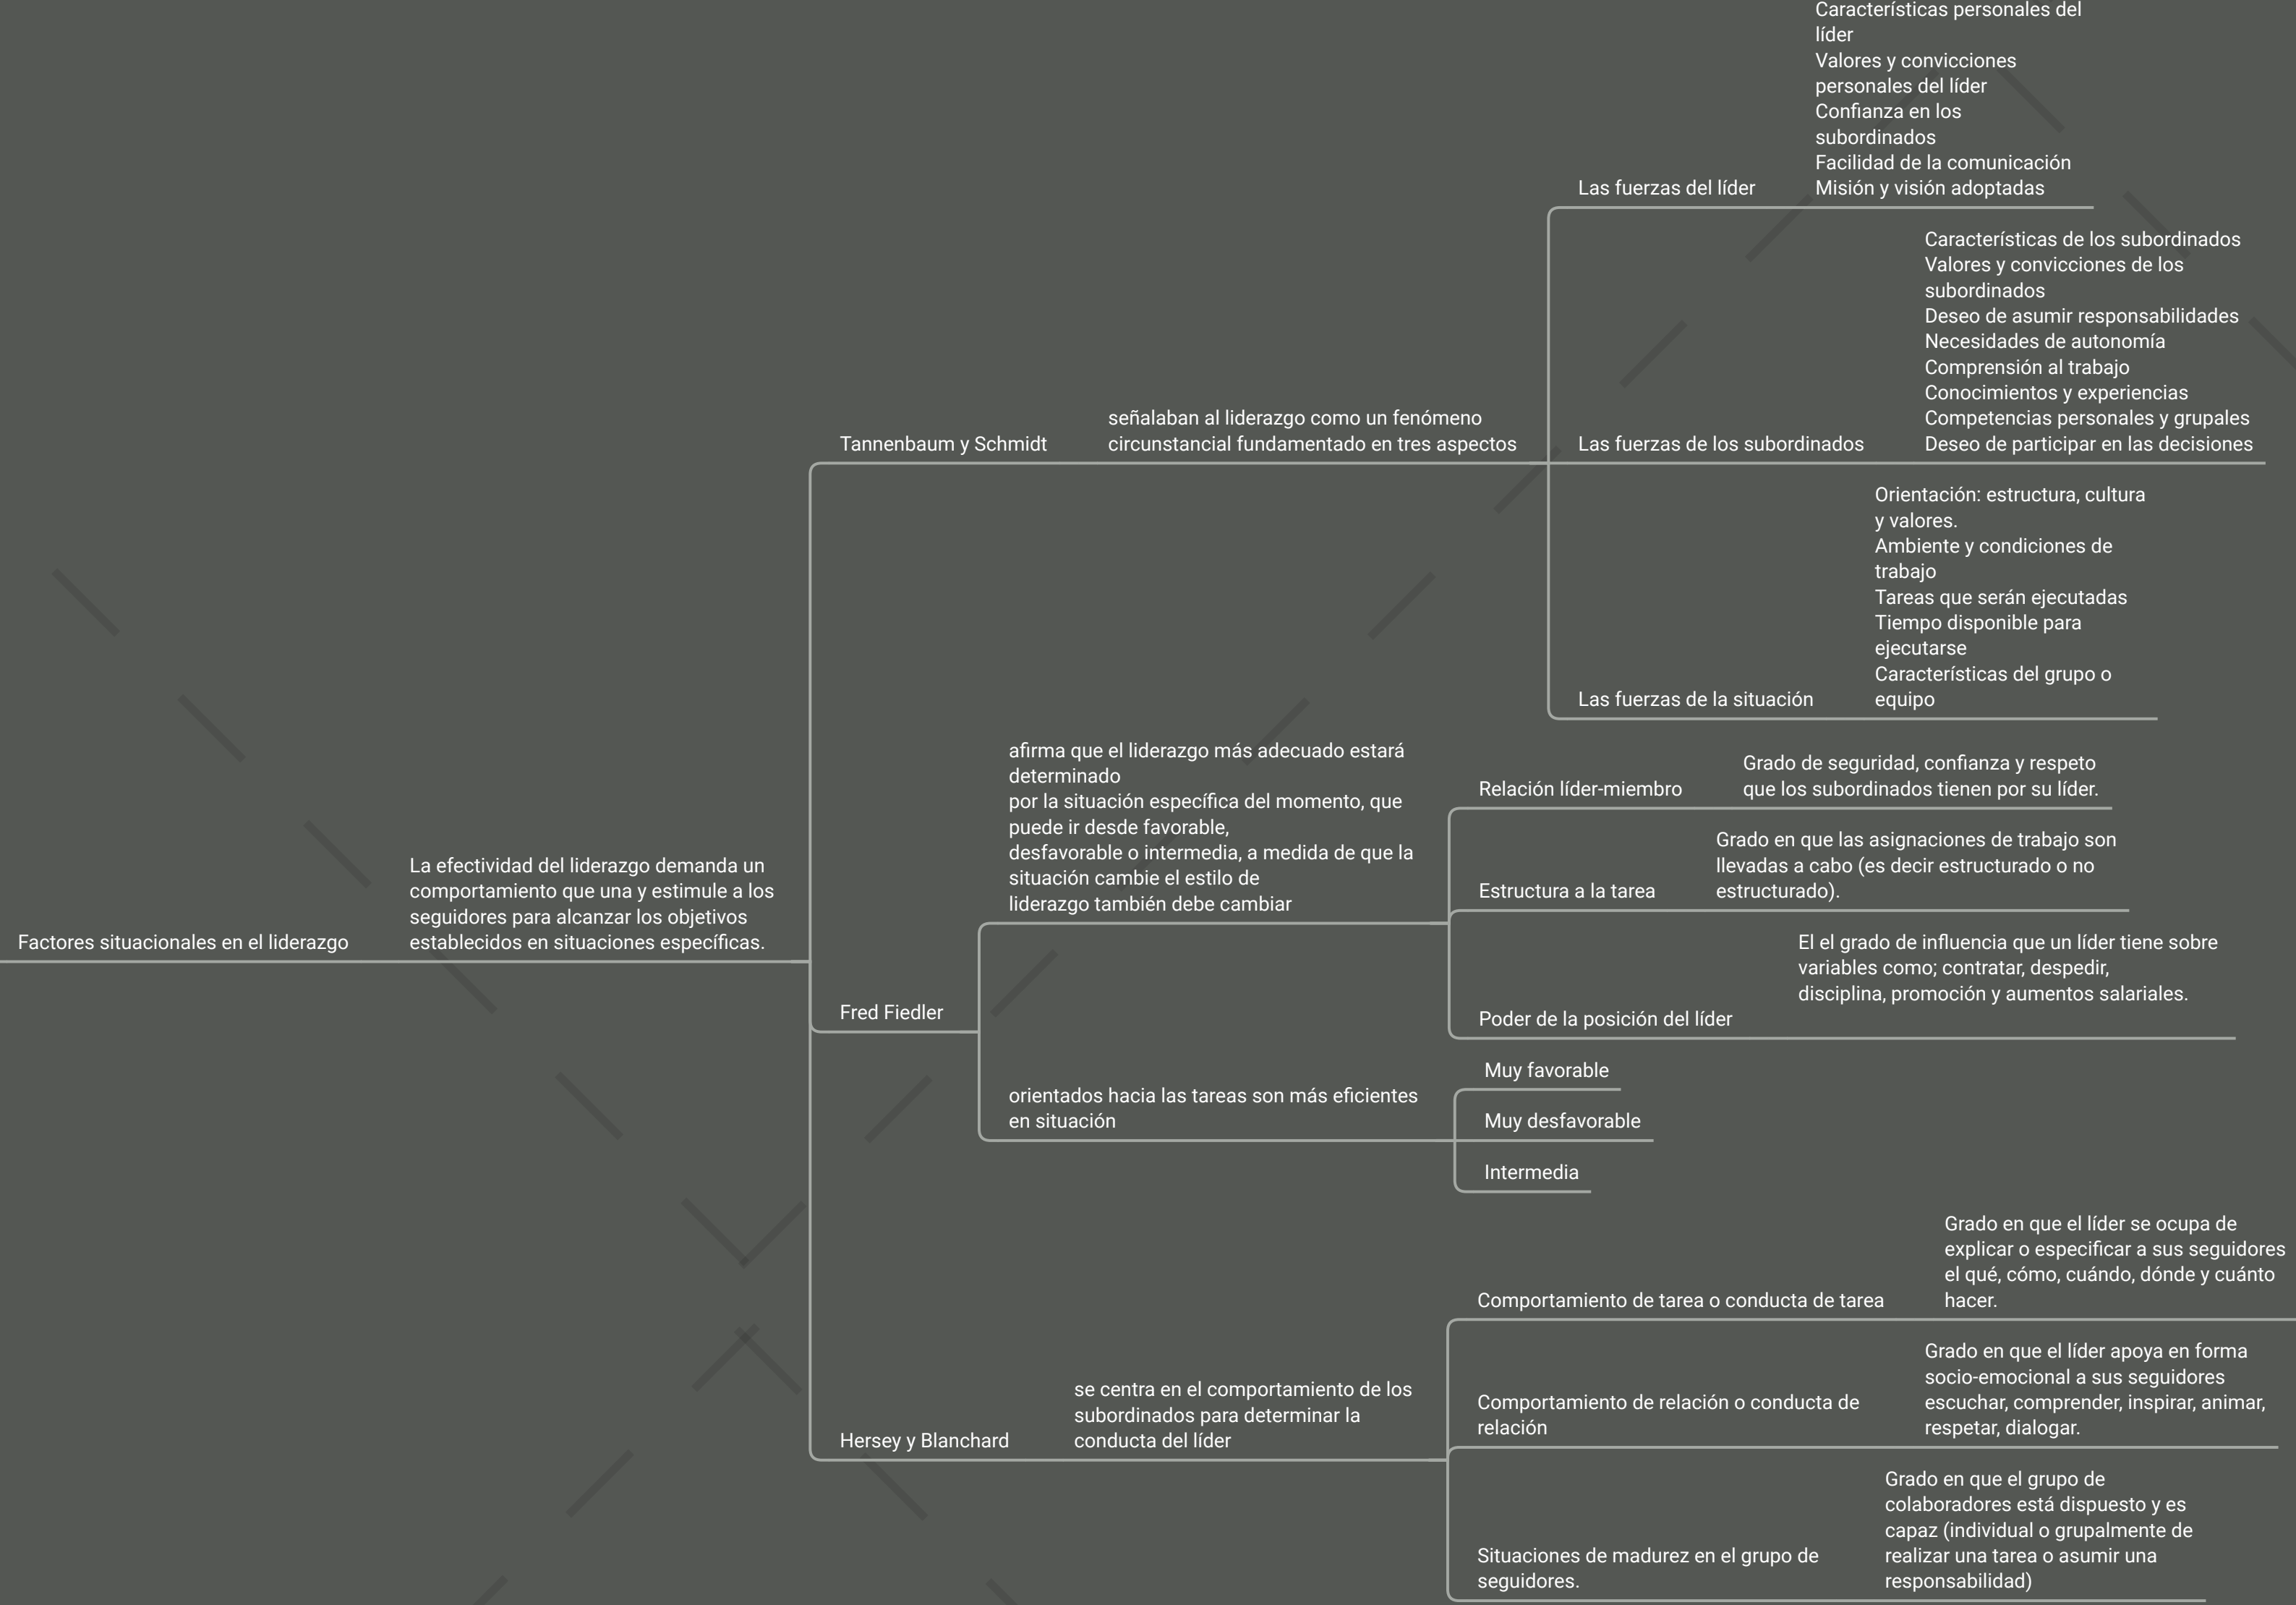 Factores situacionales en el liderazgo
La efectividad del liderazgo demanda un
comportamiento que una y estimule a los
seguidores para alcanzar los objetivos
establecidos en situaciones específicas.
Tannenbaum y Schmidt
señalaban al liderazgo como un fenómeno
circunstancial fundamentado en tres aspectos
Las fuerzas del líder
Características personales del
líder
Valores y convicciones
personales del líder
Confianza en los
subordinados
Facilidad de la comunicación
Misión y visión adoptadas
Las fuerzas de los subordinados
Características de los subordinados
Valores y convicciones de los
subordinados
Deseo de asumir responsabilidades
Necesidades de autonomía
Comprensión al trabajo
Conocimientos y experiencias
Competencias personales y grupales
Deseo de participar en las decisiones
Las fuerzas de la situación
Orientación: estructura, cultura
y valores.
Ambiente y condiciones de
trabajo
Tareas que serán ejecutadas
Tiempo disponible para
ejecutarse
Características del grupo o
equipo
Fred Fiedler
afirma que el liderazgo más adecuado estará
determinado
por la situación específica del momento, que
puede ir desde favorable,
desfavorable o intermedia, a medida de que la
situación cambie el estilo de
liderazgo también debe cambiar
Relación líder-miembro
Grado de seguridad, confianza y respeto
que los subordinados tienen por su líder.
Estructura a la tarea
Grado en que las asignaciones de trabajo son
llevadas a cabo (es decir estructurado o no
estructurado).
Poder de la posición del líder
El el grado de influencia que un líder tiene sobre
variables como; contratar, despedir,
disciplina, promoción y aumentos salariales.
orientados hacia las tareas son más eficientes
en situación
Muy favorable
Muy desfavorable
Intermedia
Hersey y Blanchard
se centra en el comportamiento de los
subordinados para determinar la
conducta del líder
Comportamiento de tarea o conducta de tarea
Grado en que el líder se ocupa de
explicar o especificar a sus seguidores
el qué, cómo, cuándo, dónde y cuánto
hacer.
Comportamiento de relación o conducta de
relación
Grado en que el líder apoya en forma
socio-emocional a sus seguidores
escuchar, comprender, inspirar, animar,
respetar, dialogar.
Situaciones de madurez en el grupo de
seguidores.
Grado en que el grupo de
colaboradores está dispuesto y es
capaz (individual o grupalmente de
realizar una tarea o asumir una
responsabilidad)